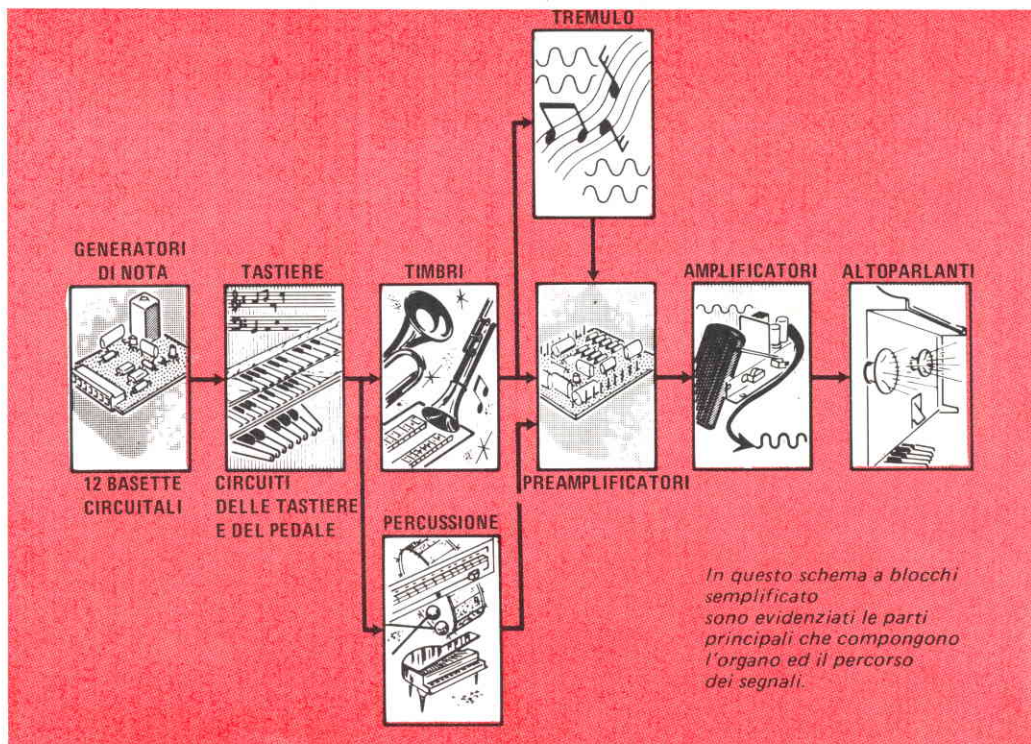 TREMULO
GENERATORI
DI NOTA
TASTIERE
TIMBRI
AMPLIFICATORI
ALTOPARLANTI
12 BASETTE
CIRCUITALI
CIRCUITI
DELLE TASTIERE
E DEL PEDALE
PREAMPLIFICATORI
PERCUSSIONE
In questo schema a blocchi
semplificato
sono evidenziati le parti
principali che compongono
l'organo ed il percorso
dei segnali.